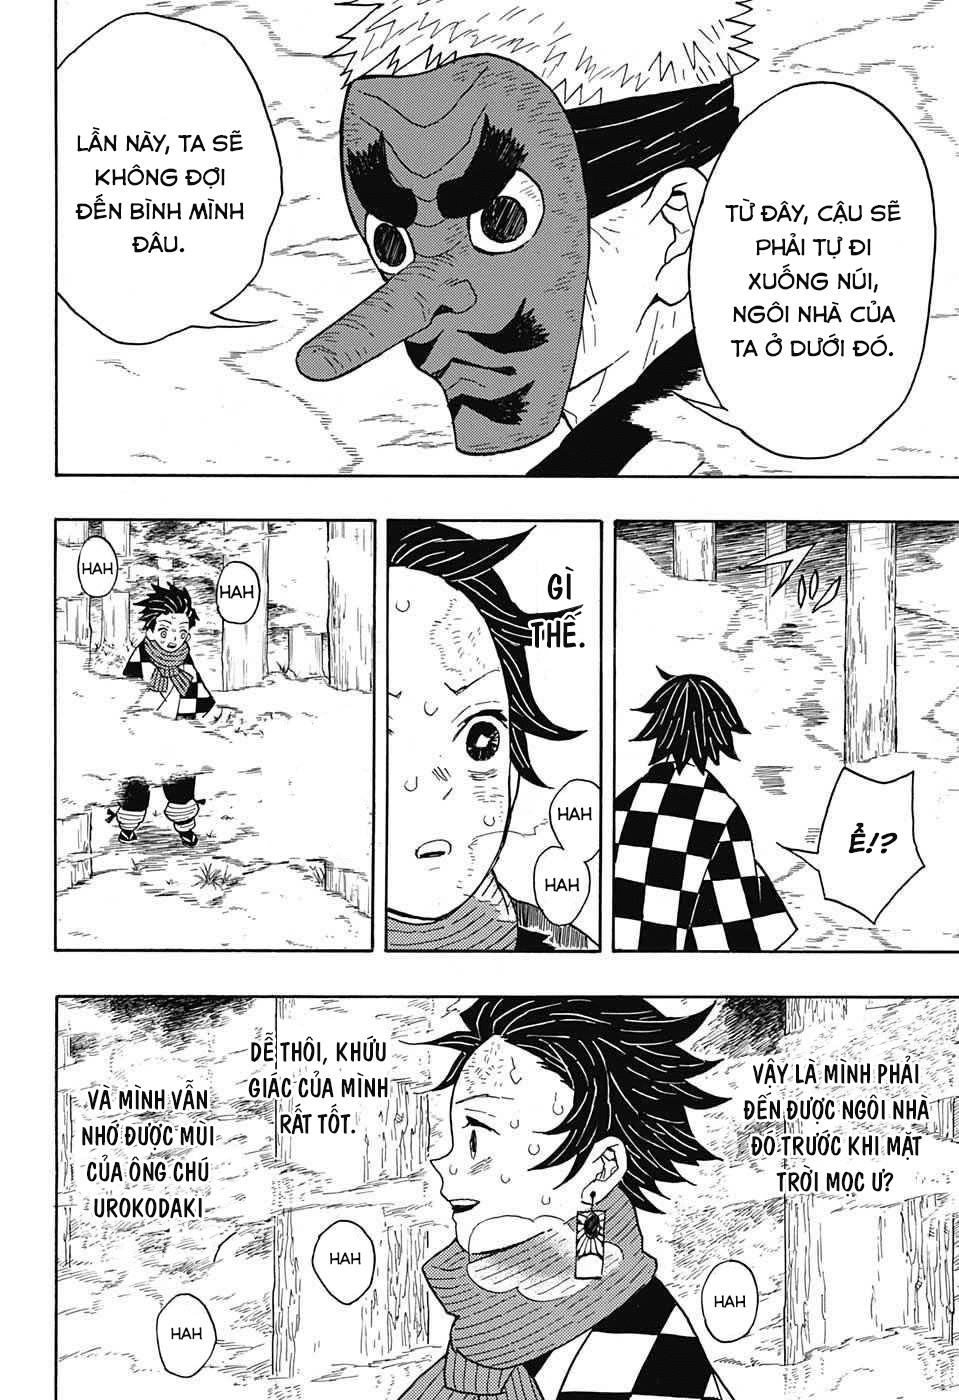 TỪ ĐÂY, CẬU SẼ
PHẢI TỰ ĐI
XUỐNG NÚI,
NGÔI NHÀ CỦA
TA Ở DƯỚI ĐÓ.
LẦN NÀY, TA SẼ
KHÔNG ĐỢI
ĐẾN BÌNH MÌNH
ĐÂU.
Ể!?
GÌ
THẾ.
HAH
HAH
HAH
HAH
VẬY LÀ MÌNH PHẢI
ĐẾN ĐƯỢC NGÔI NHÀ
ĐÓ TRƯỚC KHI MẶT
TRỜI MỌC Ư?
DỄ THÔI, KHỨU
GIÁC CỦA MÌNH
RẤT TỐT.
VÀ MÌNH VẪN
NHỚ ĐƯỢC MÙI
CỦA ÔNG CHÚ
UROKODAKI
HAH
HAH
HAH